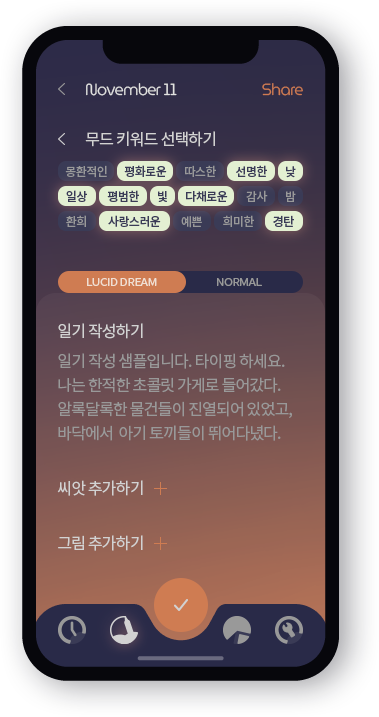 November 11 Share
무드 키워드 선택하기
몽환적인 평화로운 따스한 선명한 낮
일상 평범한 빛 다채로운 감사 밤
환희 사랑스러운 예쁜 희미한 경탄
LUCID DREAM NORMAL
일기 작성하기
일기 작성 샘플입니다. 타이핑 하세요.
나는 한적한 초콜릿 가게로 들어갔다.
알록달록한 물건들이 진열되어 있었고,
바닥에서 아기 토끼들이 뛰어다녔다.
씨앗 추가하기
그림 추가하기